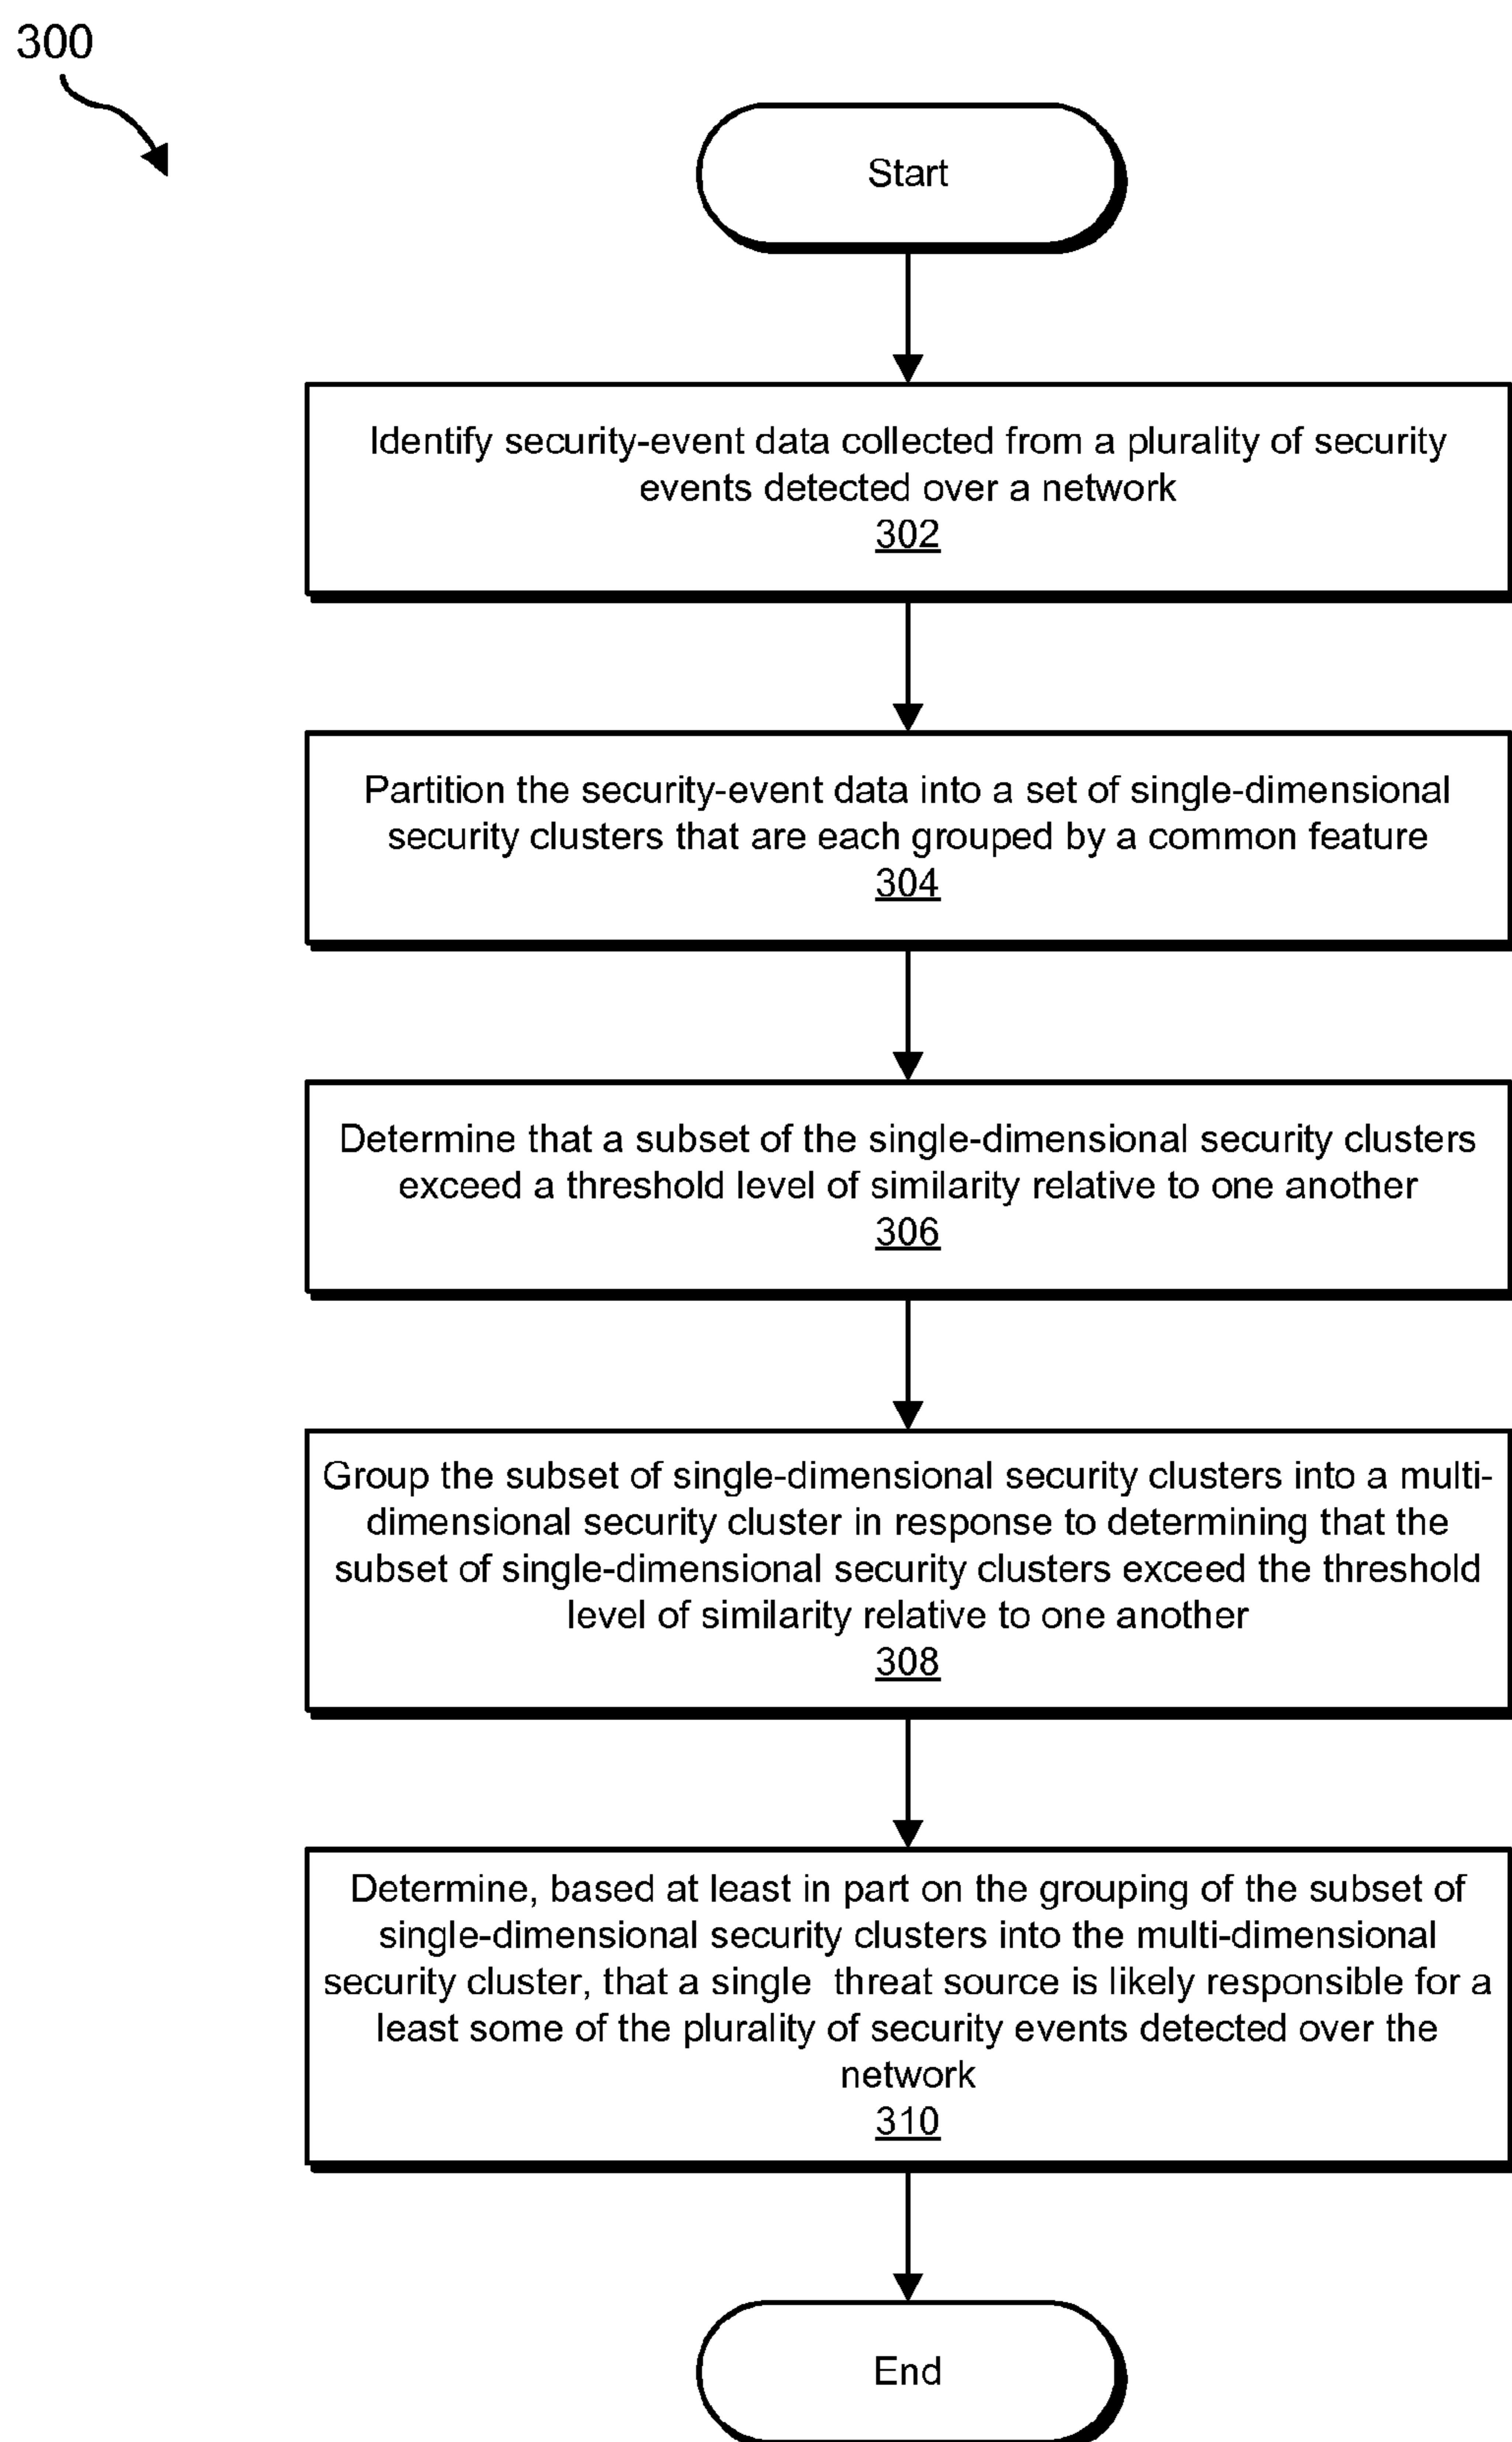 300
Start
Identify security-event data collected from a plurality of security
events detected over a network
302
Partition the security-event data into a set of single-dimensional
security clusters that are each grouped by a common feature
304
Determine that a subset of the single-dimensional security clusters
exceed a threshold level of similarity relative to one another
306
Group the subset of single-dimensional security clusters into a multi-
dimensional security cluster in response to determining that the
subset of single-dimensional security clusters exceed the threshold
level of similarity relative to one another
308
Determine, based at least in part on the grouping of the subset of
single-dimensional security clusters into the multi-dimensional
security cluster, that a single threat source is likely responsible for a
least some of the plurality of security events detected over the
network
310
End